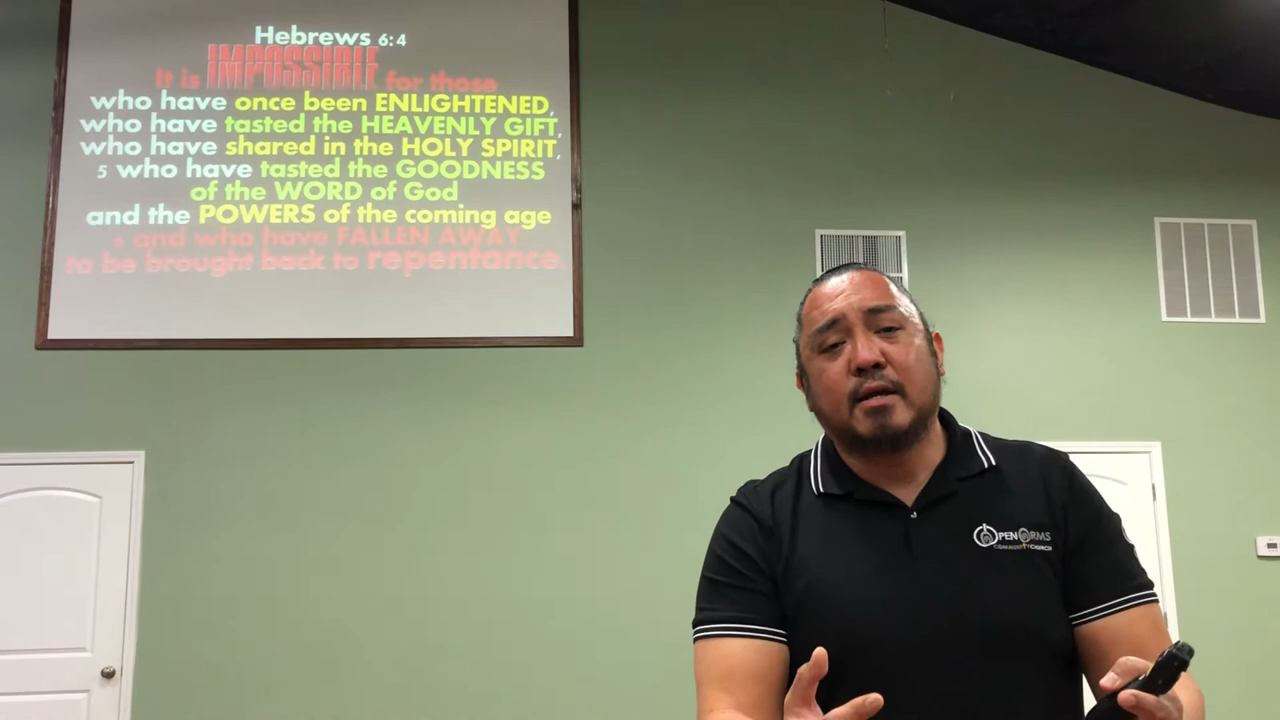 Hebrews 6:4
It is IMPOSSIBLE for those
who have once been ENLIGHTENED,
who have tasted the HEAVENLY GIFT,
who have shared in the HOLY SPIRIT,
5 who have tasted the GOODNESS
of the WORD of God
and the POWERS of the coming age
6 and who have FALLEN AWAY
to be brought back to repentance.
OPEN ARMS
COMMUNITY CHURCH